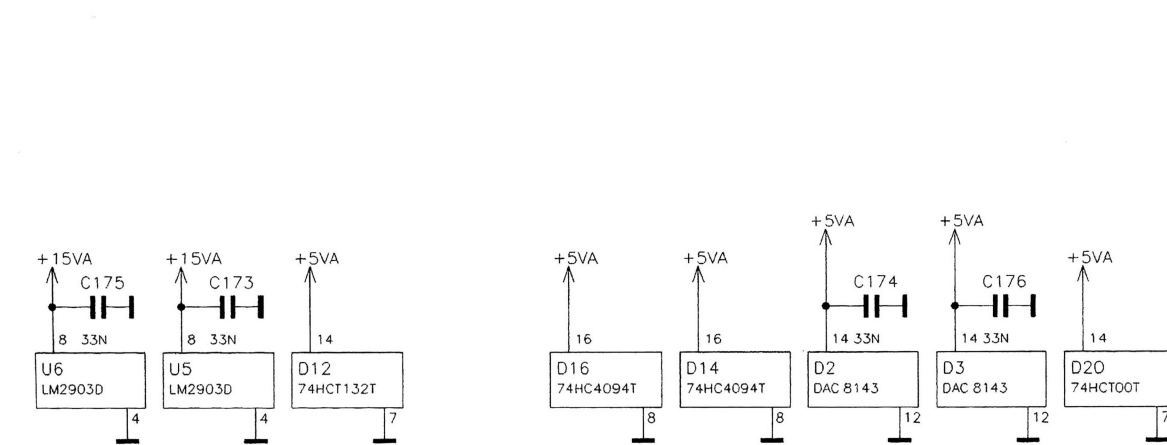 +5VA +5VA
+15VA +15VA +5VA +5VA +5VA +5VA
C175 C173 C174 C176
8 33N 8 33N 14 16 16 14 33N 14 33N 14
U6 U5 D12 D16 D14 D2 D3 D20
LM2903D LM2903D 74HCT132T 74HC4094T 74HC4094T DAC 8143 DAC 8143 74HCT00T
4 4 7 8 8 12 12 7